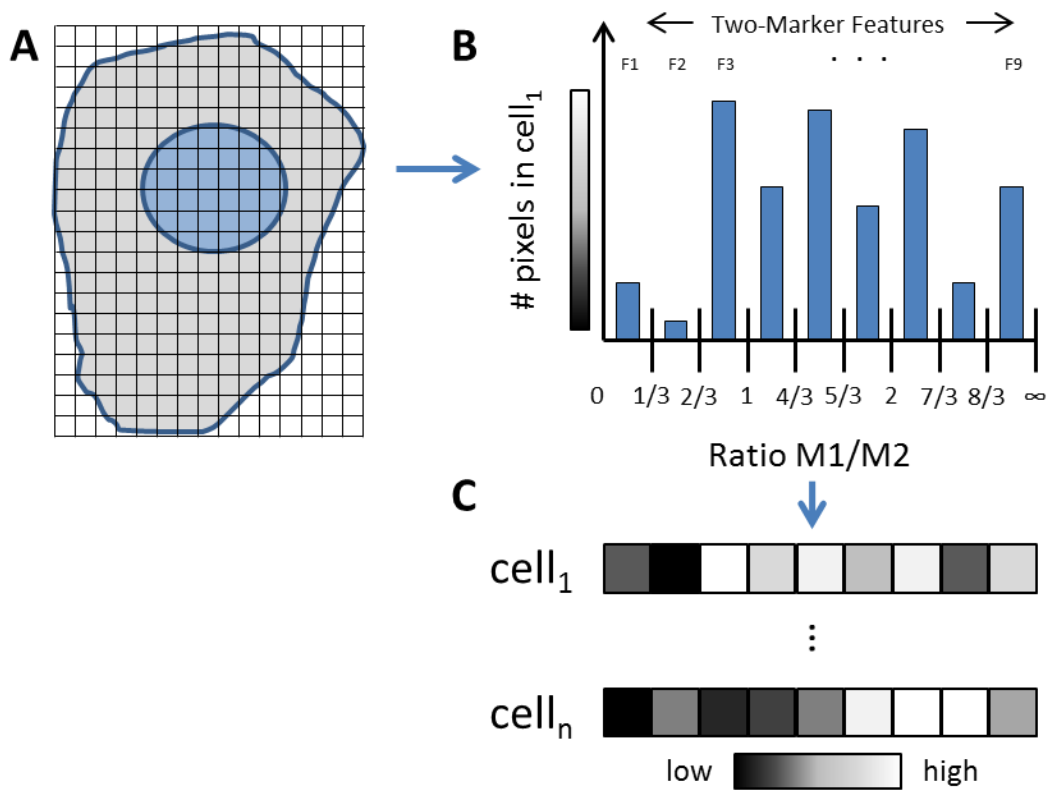 A
B
Two-Marker Features
F1 F2 F3 . . . F9
# pixels in cell1
0 1/3 2/3 1 4/3 5/3 2 7/3 8/3 ∞
Ratio M1/M2
C
cell1
⋮
celln
low high